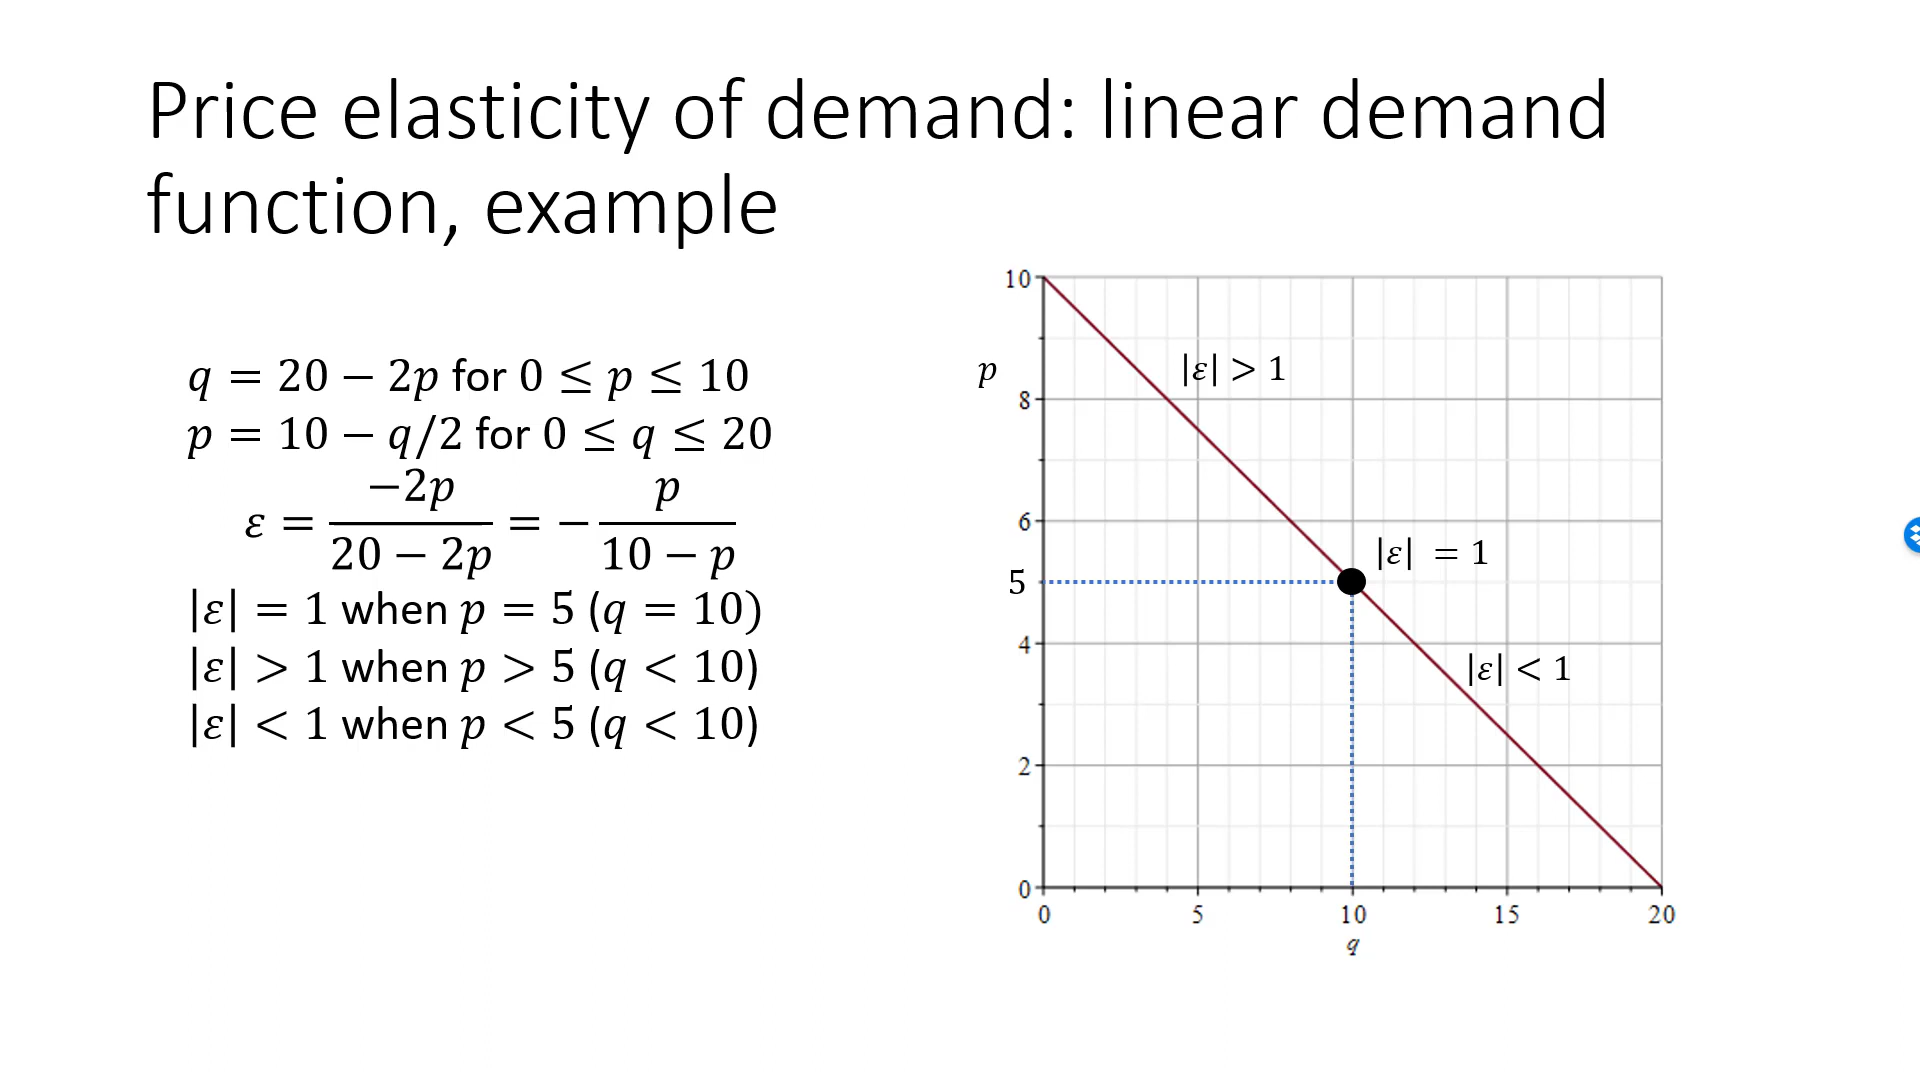 Price elasticity of demand: linear demand
function, example
q = 20 − 2p for 0 ≤ p ≤ 10
p = 10 − q/2 for 0 ≤ q ≤ 20
ε = −2p / (20 − 2p) = − p / (10 − p)
|ε| = 1 when p = 5 (q = 10)
|ε| > 1 when p > 5 (q < 10)
|ε| < 1 when p < 5 (q < 10)
10
p
|ε| > 1
8
6
|ε| = 1
5
4
|ε| < 1
2
0
0 5 10 15 20
q